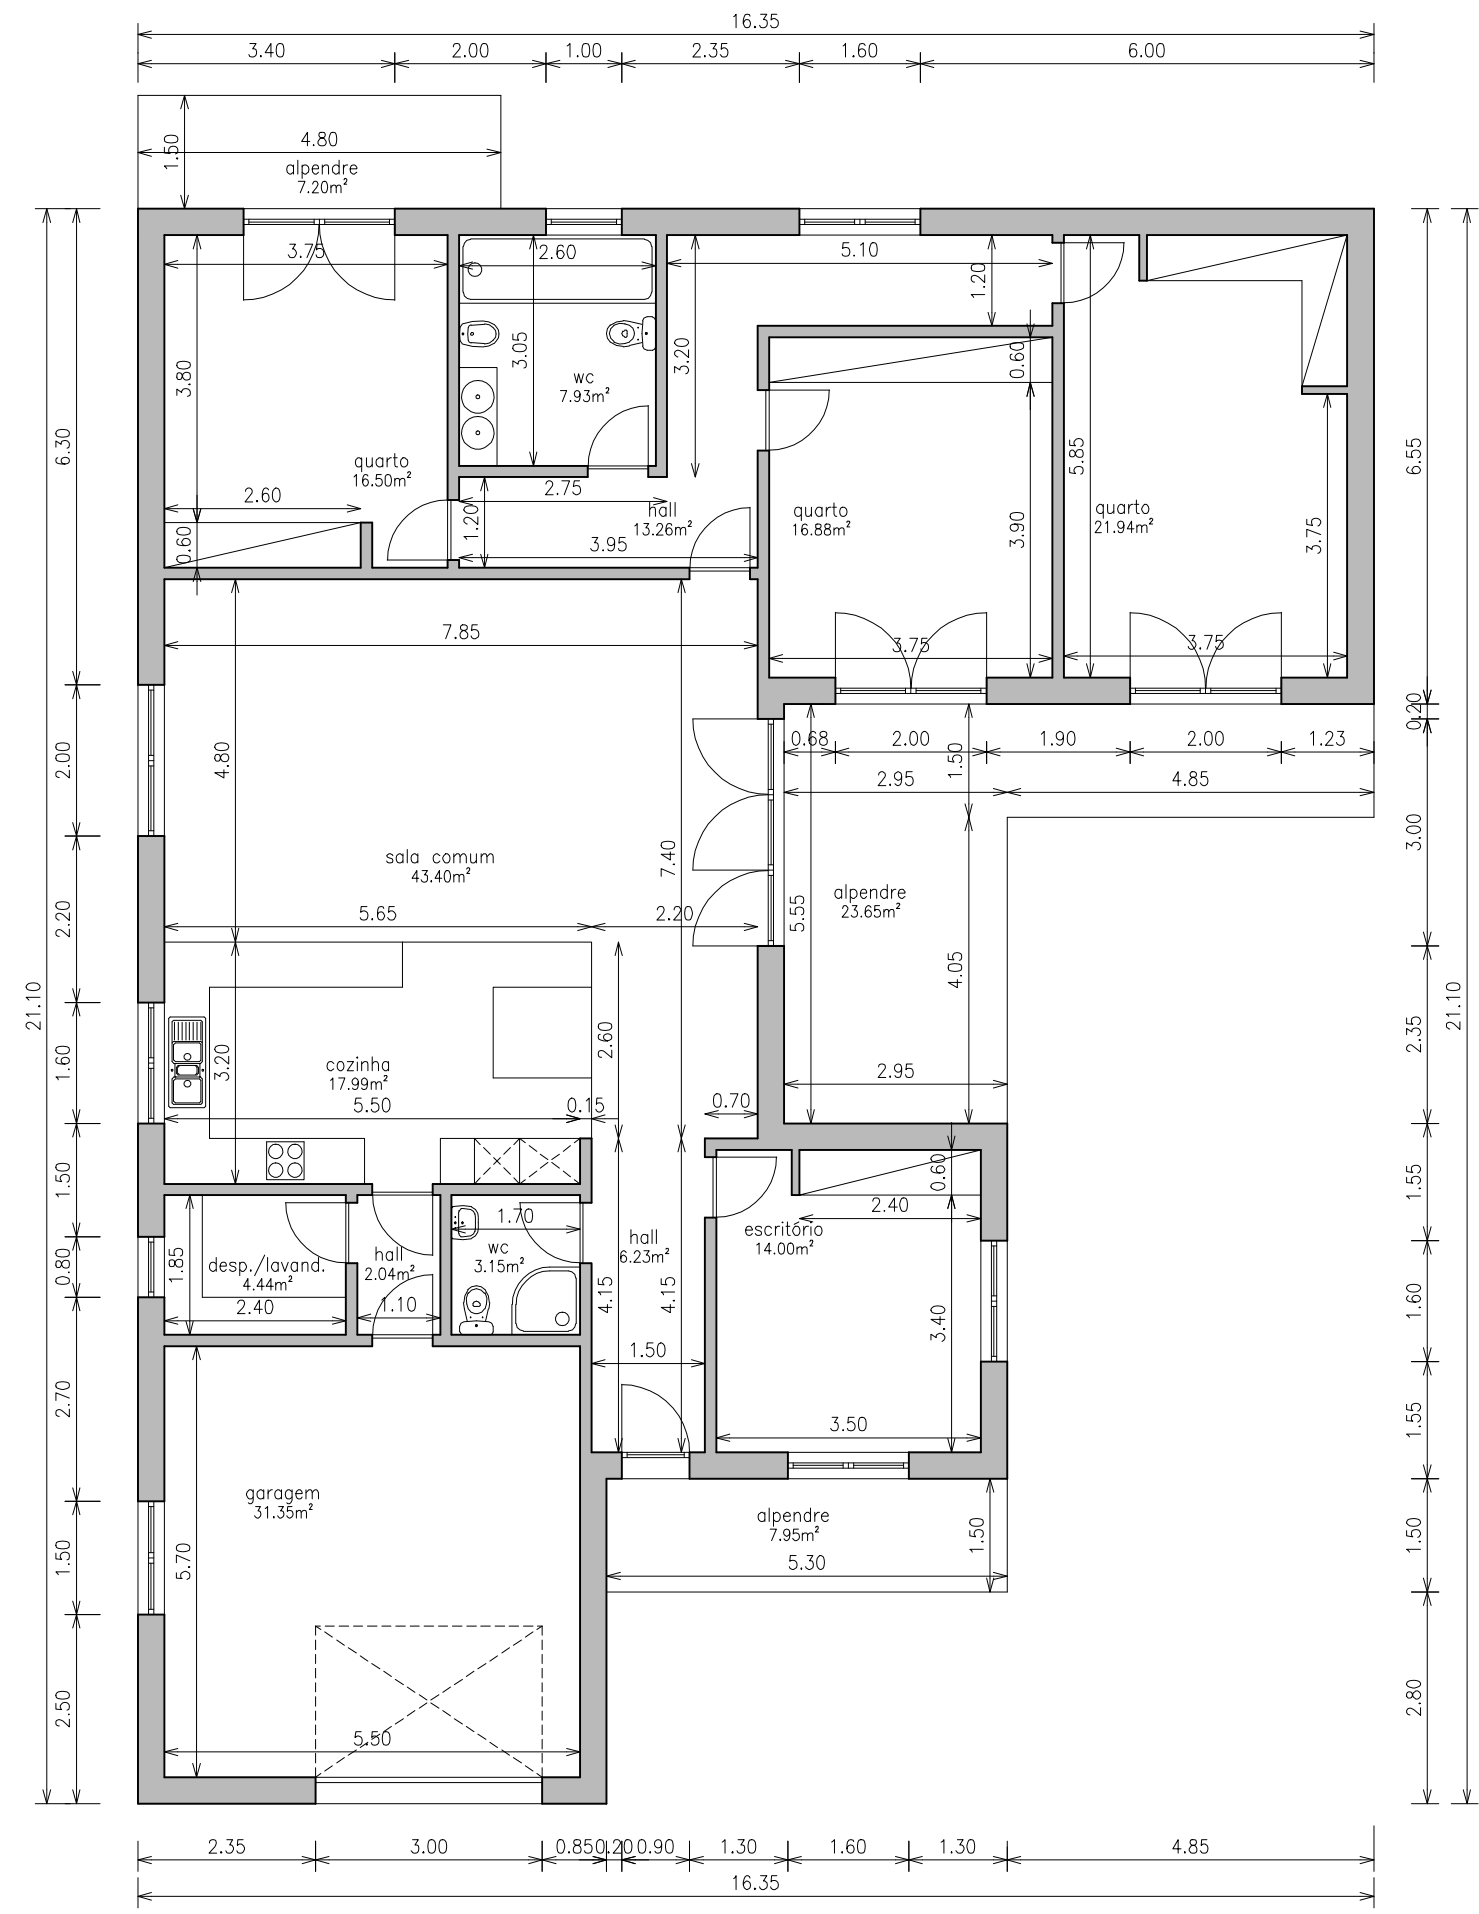 16.35
3.40 2.00 1.00 2.35 1.60 6.00
1.50
4.80
alpendre
7.20m²
3.75 2.60 5.10 1.20
3.80 3.05 3.20 0.60
wc
7.93m²
6.30 5.85 6.55
quarto
16.50m²
2.60 2.75
0.60 1.20
hall
13.26m²
3.95
quarto
16.88m²
3.90
quarto
21.94m²
3.75
7.85 3.75 3.75
0.20
0.68 2.00 1.90 2.00 1.23
2.00 4.80 1.50
2.95 4.85
7.40 3.00
sala comum
43.40m²
alpendre
23.65m²
2.20 5.65 2.20 5.55
4.05
21.10 21.10
1.60 3.20 2.60 2.35
cozinha
17.99m²
2.95
5.50 0.15 0.70
1.50 0.60 1.55
2.40
1.70
escritório
14.00m²
hall
6.23m²
wc
3.15m²
hall
2.04m²
desp./lavand.
4.44m²
0.80 1.85
2.40 1.10
4.15 4.15 3.40 1.60
1.50
2.70 1.55
3.50
garagem
31.35m²
alpendre
7.95m²
1.50 5.70 1.50 1.50
5.30
2.50 2.80
5.50
2.35 3.00 0.85 0.20 0.90 1.30 1.60 1.30 4.85
16.35